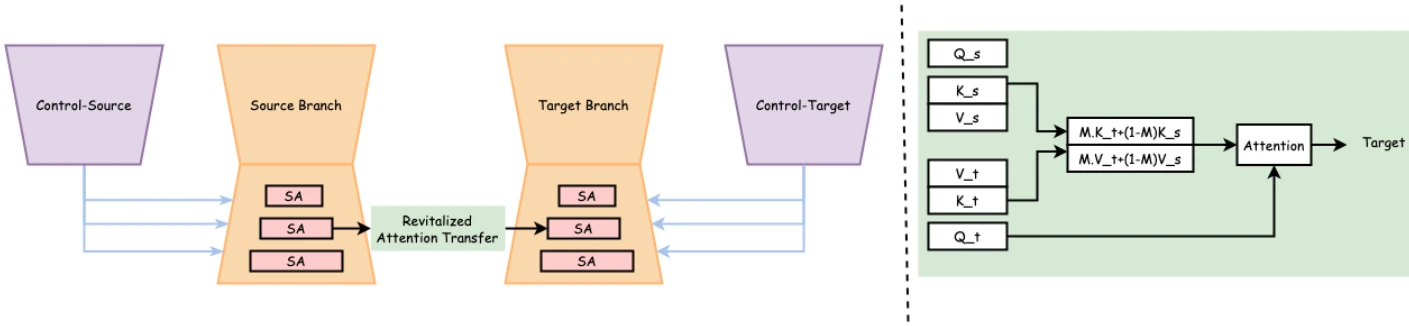 Control-Source
Source Branch
Target Branch
Control-Target
SA
SA
SA
Revitalized
Attention Transfer
SA
SA
SA
Q_s
K_s
V_s
V_t
K_t
Q_t
M.K_t+(1-M)K_s
M.V_t+(1-M)V_s
Attention
Target